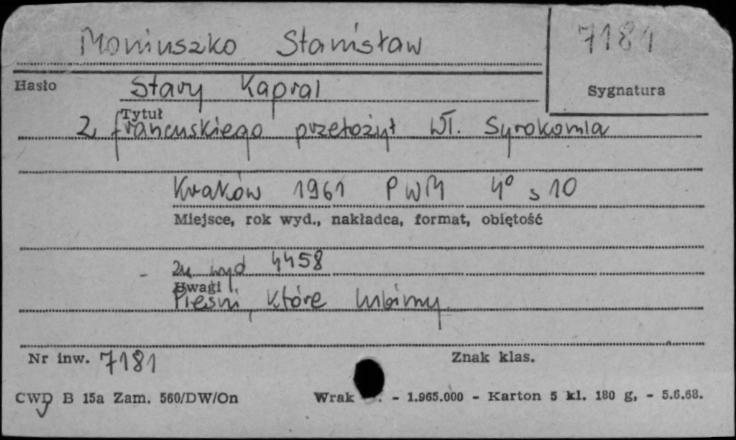 Moniuszko Stanisław 7181
Hasło Stary Kapral Sygnatura
Tytuł
Z francuskiego przełożył Wł. Syrokomla
Kraków 1961 PWM 4° s 10
Miejsce, rok wyd., nakładca, format, objętość
- zn wyd 4458
Uwagi
Pieśni, które lubimy
Nr inw. 7181 Znak klas.
CWD B 15a Zam. 560/DW/On Wrak - 1.965.000 - Karton 5 kl. 180 g, - 5.6.68.